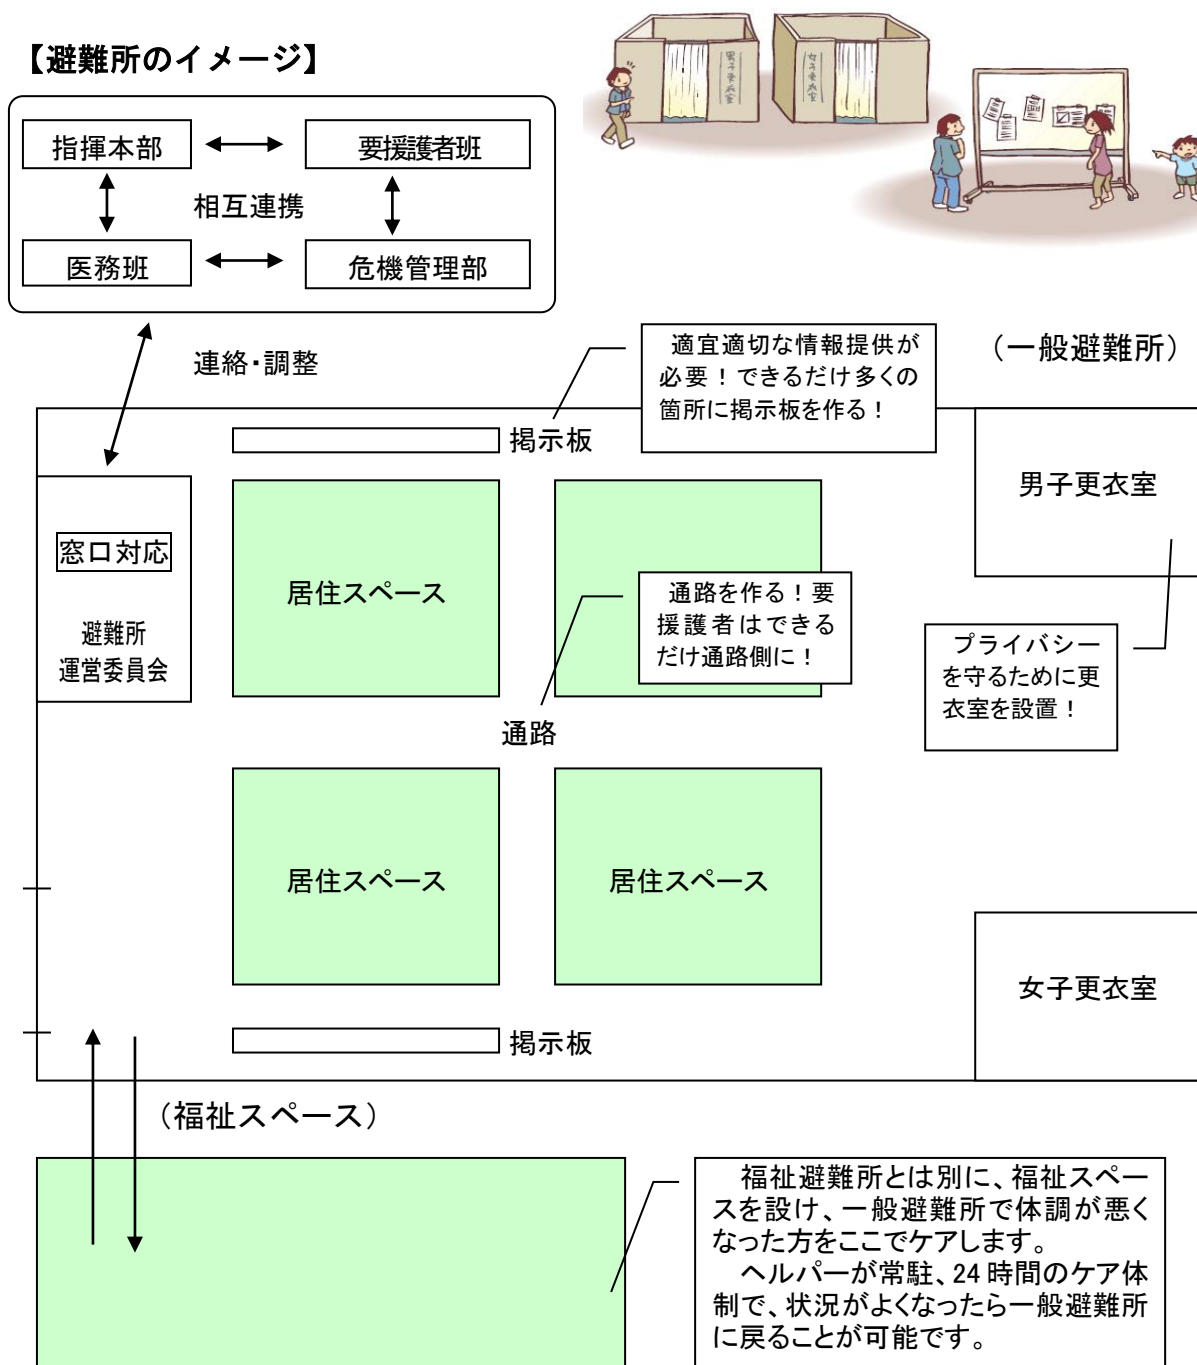 【避難所のイメージ】
男子更衣室
女子更衣室
指揮本部
要援護者班
相互連携
医務班
危機管理部
連絡・調整
適宜適切な情報提供が
必要！できるだけ多くの
箇所に掲示板を作る！
（一般避難所）
掲示板
男子更衣室
窓口対応
避難所
運営委員会
居住スペース
通路を作る！要
援護者はできる
だけ通路側に！
プライバシー
を守るために更
衣室を設置！
通路
居住スペース
居住スペース
女子更衣室
掲示板
（福祉スペース）
福祉避難所とは別に、福祉スペー
スを設け、一般避難所で体調が悪く
なった方をここでケアします。
ヘルパーが常駐、24時間のケア体
制で、状況がよくなったら一般避難所
に戻ることが可能です。